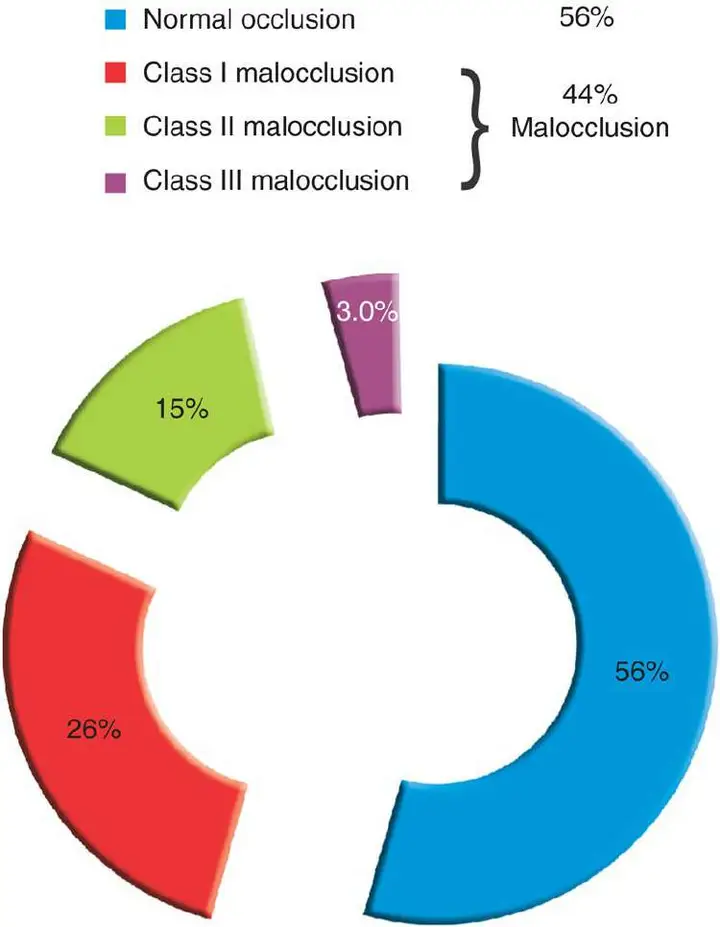 Normal occlusion 56%
Class I malocclusion
Class II malocclusion
Class III malocclusion
44%
Malocclusion
3.0%
15%
56%
26%